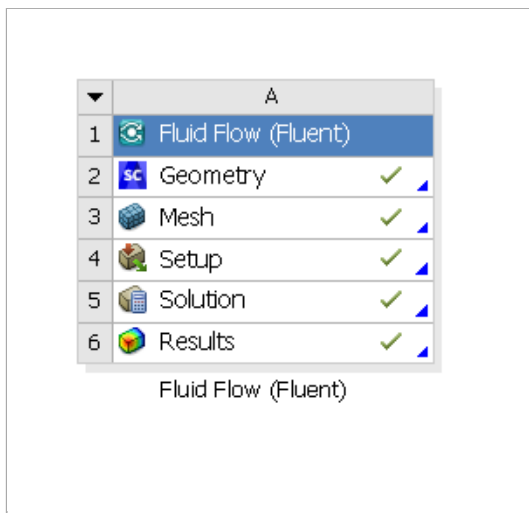 A
1 Fluid Flow (Fluent)
2 SC Geometry
3 Mesh
4 Setup
5 Solution
6 Results
Fluid Flow (Fluent)